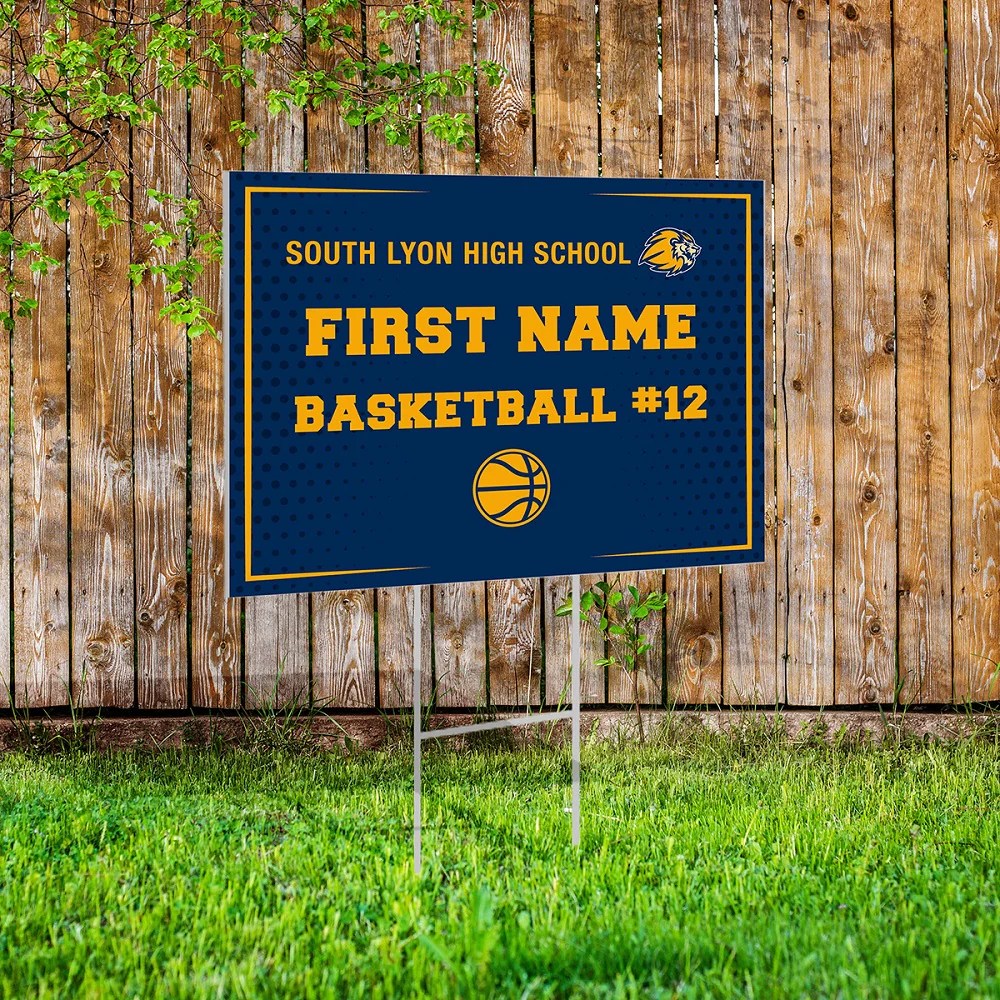 SOUTH LYON HIGH SCHOOL
FIRST NAME
BASKETBALL #12